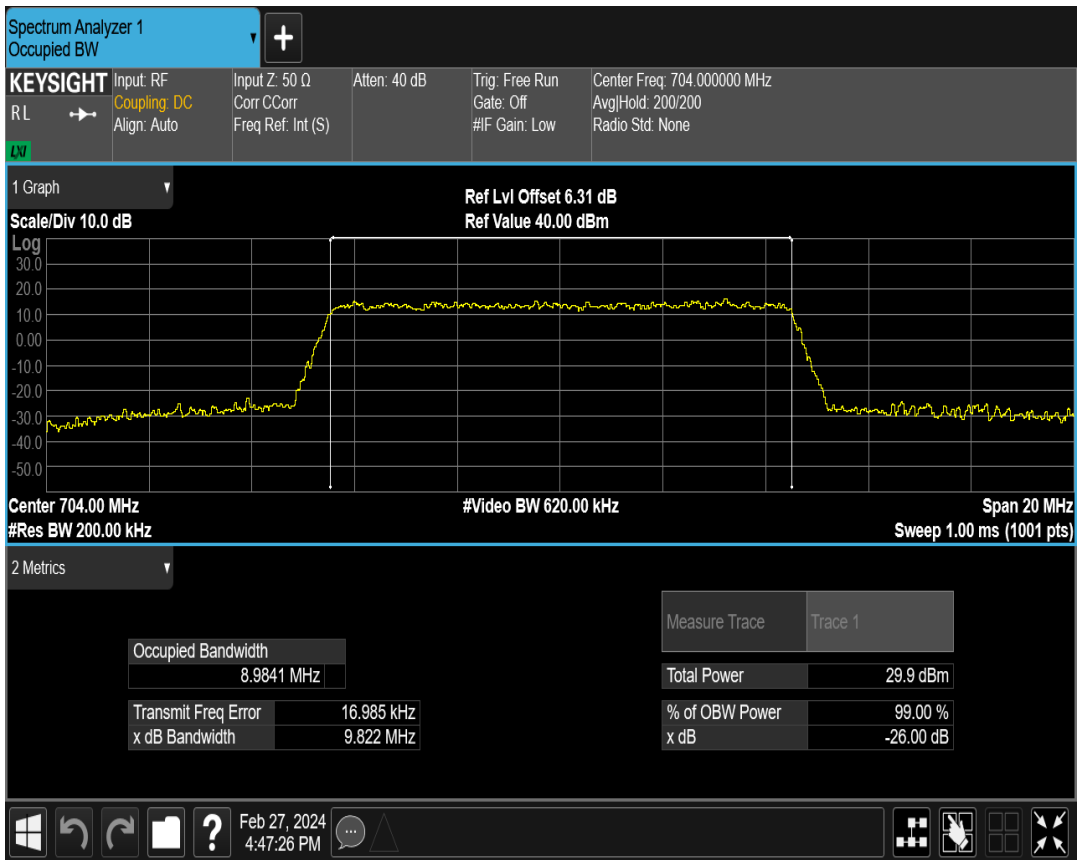 Spectrum Analyzer 1
Occupied BW
KEYSIGHT
RL
LXI
Input: RF
Coupling: DC
Align: Auto
Input Z: 50 Ω
Corr CCorr
Freq Ref: Int (S)
Atten: 40 dB
Trig: Free Run
Gate: Off
#IF Gain: Low
Center Freq: 704.000000 MHz
Avg|Hold: 200/200
Radio Std: None
1 Graph
Scale/Div 10.0 dB
Ref Lvl Offset 6.31 dB
Ref Value 40.00 dBm
Log
30.0
20.0
10.0
0.00
-10.0
-20.0
-30.0
-40.0
-50.0
Center 704.00 MHz
#Video BW 620.00 kHz
Span 20 MHz
#Res BW 200.00 kHz
Sweep 1.00 ms (1001 pts)
2 Metrics
Measure Trace Trace 1
Occupied Bandwidth
8.9841 MHz
Total Power 29.9 dBm
Transmit Freq Error 16.985 kHz
% of OBW Power 99.00 %
x dB Bandwidth 9.822 MHz
x dB -26.00 dB
?
Feb 27, 2024
4:47:26 PM